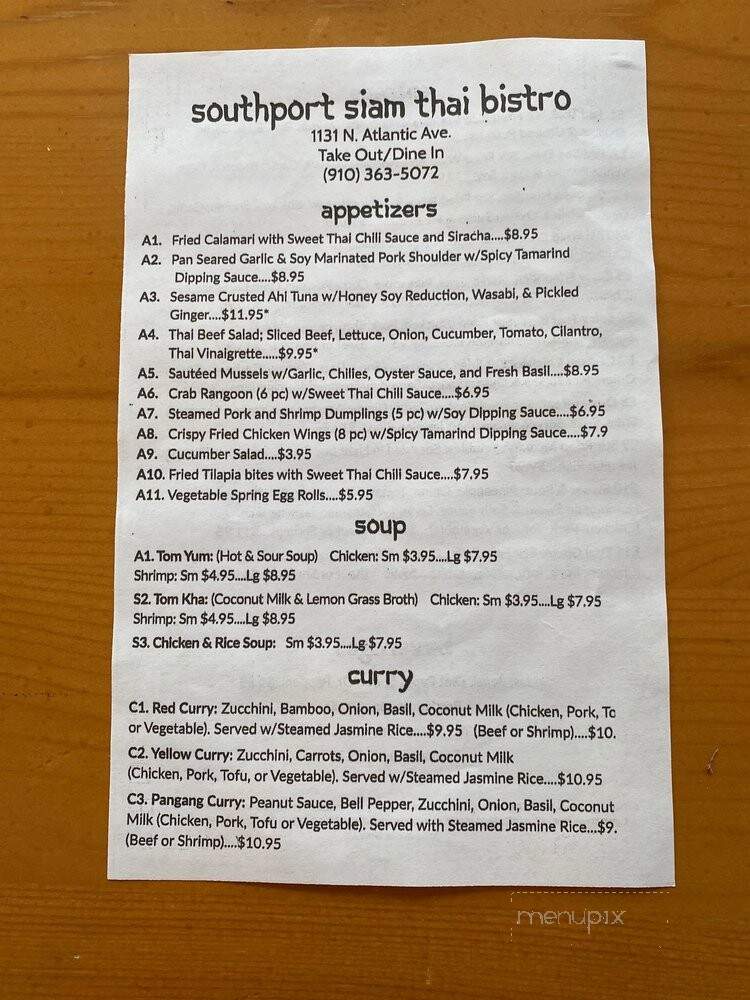 southport siam thai bistro
1131 N. Atlantic Ave.
Take Out/Dine In
(910) 363-5072
appetizers
A1. Fried Calamari with Sweet Thai Chili Sauce and Siracha....$8.95
A2. Pan Seared Garlic & Soy Marinated Pork Shoulder w/Spicy Tamarind
Dipping Sauce....$8.95
A3. Sesame Crusted Ahi Tuna w/Honey Soy Reduction, Wasabi, & Pickled
Ginger....$11.95*
A4. Thai Beef Salad; Sliced Beef, Lettuce, Onion, Cucumber, Tomato, Cilantro,
Thai Vinaigrette.....$9.95*
A5. Sautéed Mussels w/Garlic, Chilies, Oyster Sauce, and Fresh Basil....$8.95
A6. Crab Rangoon (6 pc) w/Sweet Thai Chili Sauce....$6.95
A7. Steamed Pork and Shrimp Dumplings (5 pc) w/Soy Dipping Sauce....$6.95
A8. Crispy Fried Chicken Wings (8 pc) w/Spicy Tamarind Dipping Sauce....$7.9
A9. Cucumber Salad....$3.95
A10. Fried Tilapia bites with Sweet Thai Chili Sauce....$7.95
A11. Vegetable Spring Egg Rolls....$5.95
soup
A1. Tom Yum: (Hot & Sour Soup) Chicken: Sm $3.95....Lg $7.95
Shrimp: Sm $4.95....Lg $8.95
S2. Tom Kha: (Coconut Milk & Lemon Grass Broth) Chicken: Sm $3.95....Lg $7.95
Shrimp: Sm $4.95....Lg $8.95
S3. Chicken & Rice Soup: Sm $3.95....Lg $7.95
curry
C1. Red Curry: Zucchini, Bamboo, Onion, Basil, Coconut Milk (Chicken, Pork, To
or Vegetable). Served w/Steamed Jasmine Rice....$9.95 (Beef or Shrimp)....$10.
C2. Yellow Curry: Zucchini, Carrots, Onion, Basil, Coconut Milk
(Chicken, Pork, Tofu, or Vegetable). Served w/Steamed Jasmine Rice....$10.95
C3. Pangang Curry: Peanut Sauce, Bell Pepper, Zucchini, Onion, Basil, Coconut
Milk (Chicken, Pork, Tofu or Vegetable). Served with Steamed Jasmine Rice...$9.
(Beef or Shrimp)....$10.95
menupix